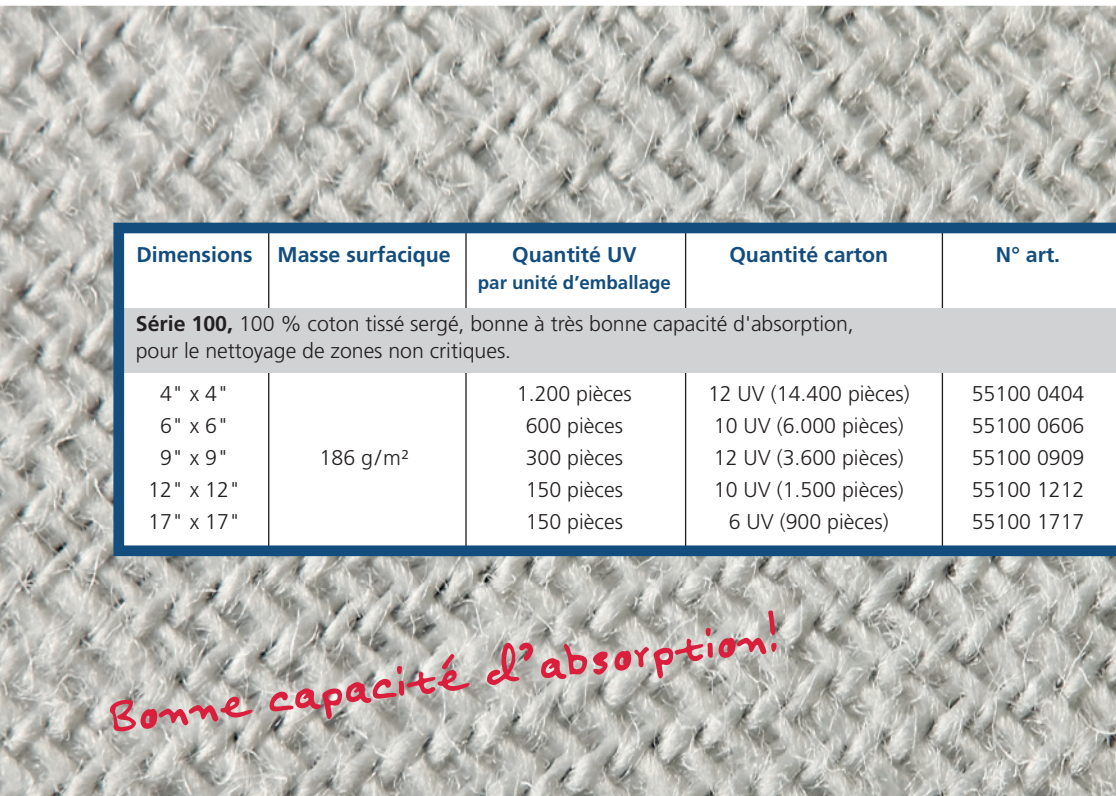 Dimensions Masse surfacique Quantité UV Quantité carton N° art.
par unité d’emballage
Série 100, 100 % coton tissé sergé, bonne à très bonne capacité d'absorption,
pour le nettoyage de zones non critiques.
4" x 4" 1.200 pièces 12 UV (14.400 pièces) 55100 0404
6" x 6" 600 pièces 10 UV (6.000 pièces) 55100 0606
9" x 9" 186 g/m² 300 pièces 12 UV (3.600 pièces) 55100 0909
12" x 12" 150 pièces 10 UV (1.500 pièces) 55100 1212
17" x 17" 150 pièces 6 UV (900 pièces) 55100 1717
Bonne capacité d’absorption!